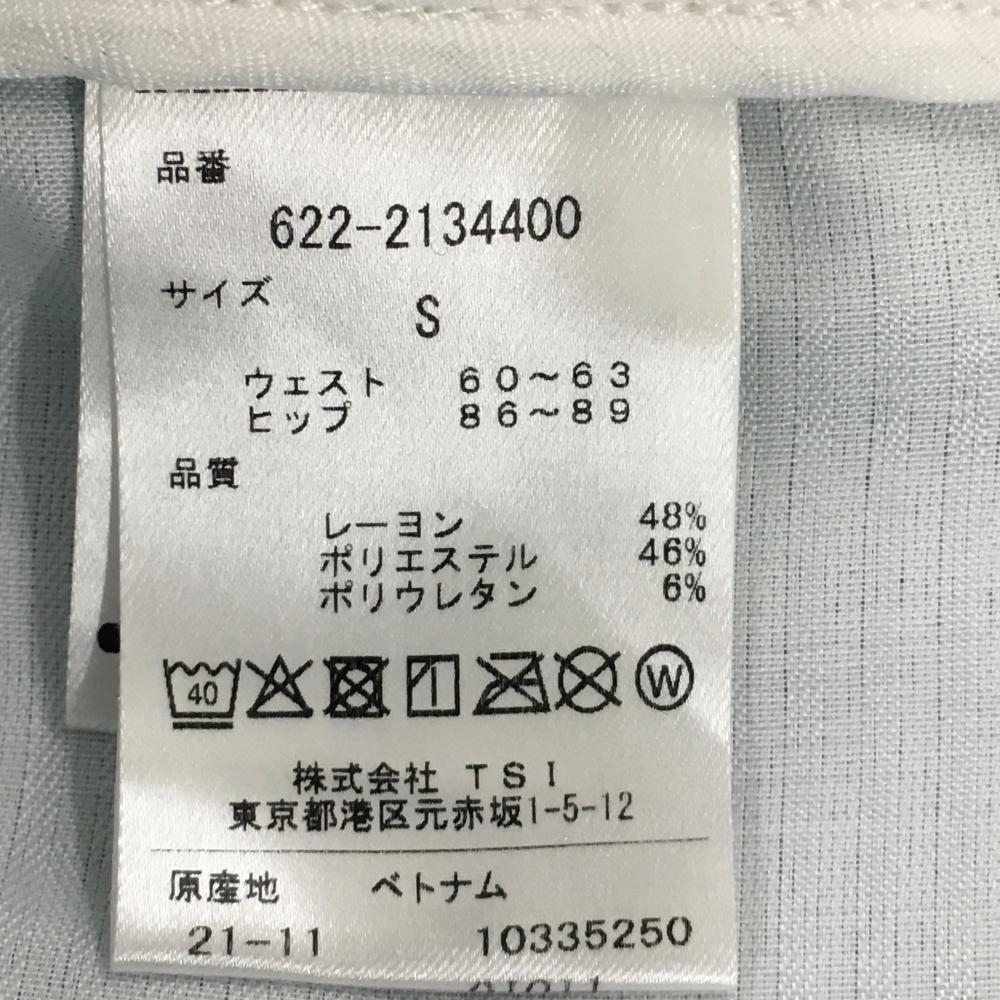 品番
622-2134400
サイズ
S
ウェスト 60〜63
ヒップ 86〜89
品質
レーヨン 48%
ポリエステル 46%
ポリウレタン 6%
40
W
株式会社 TSI
東京都港区元赤坂1-5-12
原産地 ベトナム
21-11 10335250